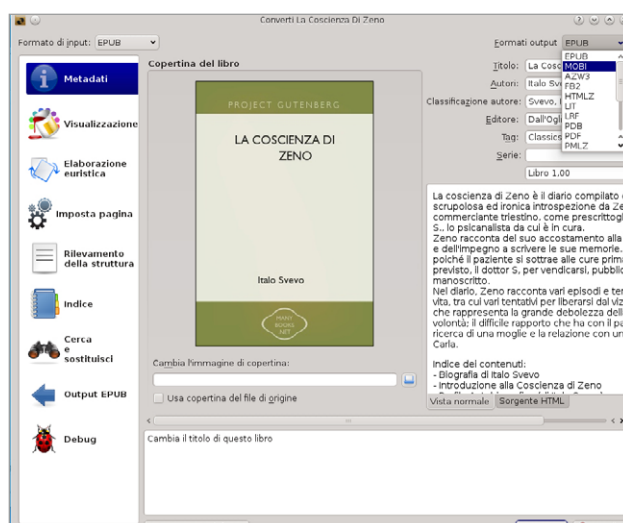 Converti La Coscienza Di Zeno
Formato di input: EPUB
Formati output EPUB
EPUB
MOBI
AZW3
FB2
HTMLZ
LIT
LRF
PDB
PDF
PMLZ
Metadati
Visualizzazione
Elaborazione
euristica
Imposta pagina
Rilevamento
della struttura
Indice
Cerca
e
sostituisci
Output EPUB
Debug
Copertina del libro
PROJECT GUTENBERG
LA COSCIENZA DI
ZENO
Italo Svevo
MANY
BOOKS
.NET
Cambia l'immagine di copertina:
Usa copertina del file di origine
Titolo: La Cosc
Autori: Italo Sv
Classificazione autore: Svevo,
Editore: Dall'Ogli
Tag: Classics
Serie:
Libro 1,00
La coscienza di Zeno è il diario compilato
scrupolosa ed ironica introspezione da Ze
commerciante triestino, come prescrittogl
S., lo psicanalista da cui è in cura.
Zeno racconta del suo accostamento alla
e dell'impegno a scrivere le sue memorie.
poiché il paziente si sottrae alle cure prim
previsto, il dottor S. per vendicarsi, pubblic
manoscritto.
Nel diario, Zeno racconta vari episodi e te
vita, tra cui vari tentativi per liberarsi dal viz
che rappresenta la grande debolezza dell
volontà; il difficile rapporto che ha con il pa
ricerca di una moglie e la relazione con un
Carla.
Indice dei contenuti:
- Biografia di Italo Svevo
- Introduzione alla Coscienza di Zeno
Vista normale Sorgente HTML
Cambia il titolo di questo libro